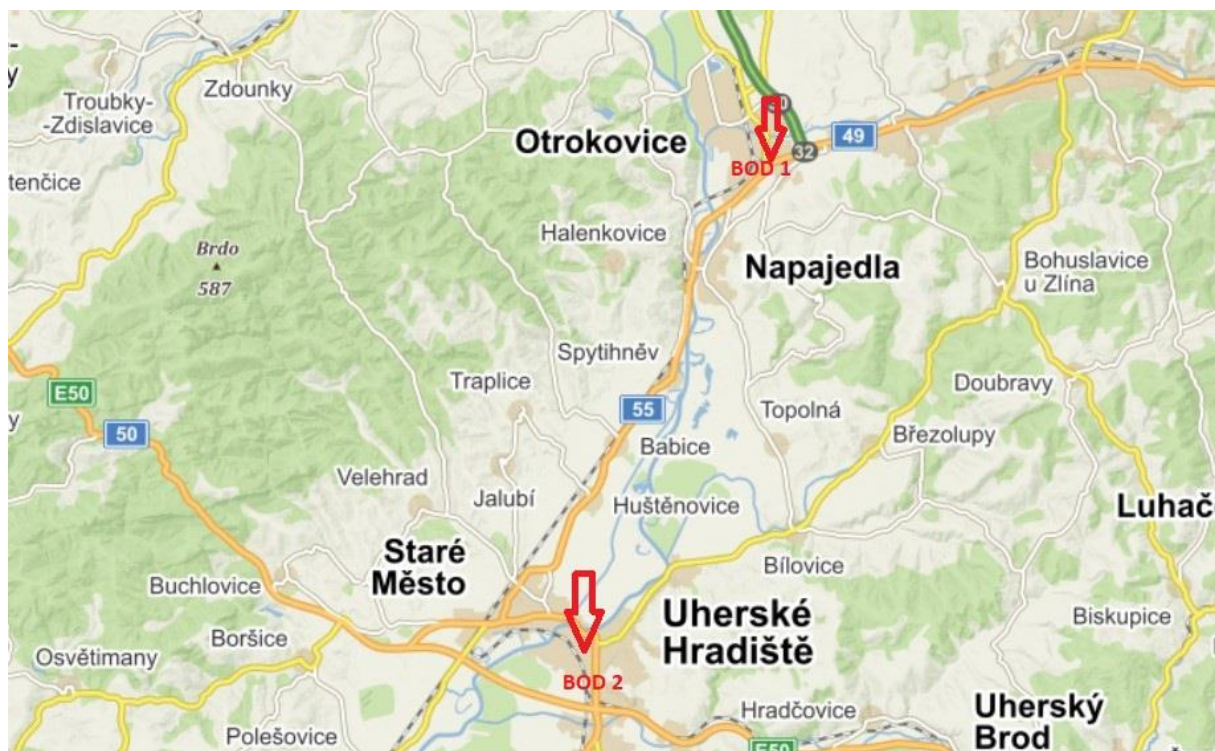 -
y
Troubky-
-Zdislavice
Zdounky
tenčice
Otrokovice
30
BOD 1
32
49
Brdo
587
Halenkovice
Napajedla
Bohuslavice
u Zlína
Spytihněv
Traplice
E50
50
y
55
Doubravy
Topolná
Březolupy
Babice
Velehrad
Jalubí
Huštěnovice
Luhač
Staré
Město
Buchlovice
Bílovice
Uherské
Hradiště
Biskupice
Boršice
Osvětimany
BOD 2
Hradčovice
Uherský
Brod
Polešovice
E50